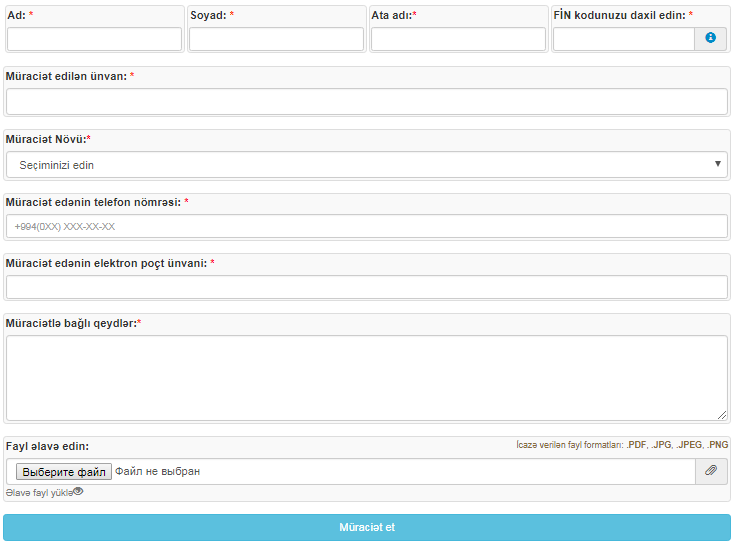 Ad: * Soyad: * Ata adı:* FİN kodunuzu daxil edin: *
Müraciət edilən ünvan: *
Müraciət Növü:*
Seçiminizi edin
Müraciət edənin telefon nömrəsi: *
+994(0XX) XXX-XX-XX
Müraciət edənin elektron poçt ünvani: *
Müraciətlə bağlı qeydlər:*
Fayl əlavə edin: İcazə verilən fayl formatları: .PDF, .JPG, .JPEG, .PNG
Выберите файл Файл не выбран
Əlavə fayl yüklə
Müraciət et